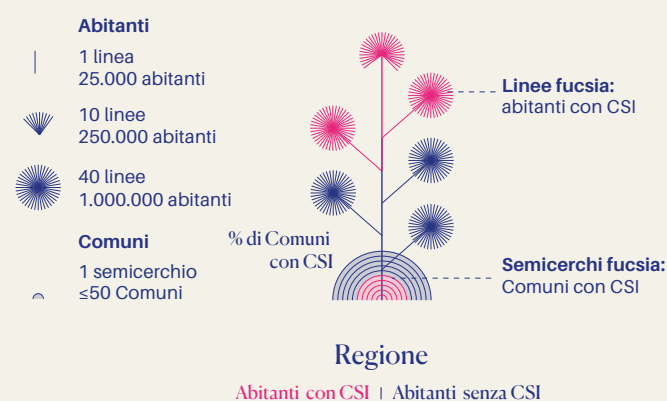 Abitanti
1 linea
25.000 abitanti
10 linee
250.000 abitanti
40 linee
1.000.000 abitanti
Comuni
1 semicerchio
≤50 Comuni
% di Comuni
con CSI
Linee fucsia:
abitanti con CSI
Semicerchi fucsia:
Comuni con CSI
Regione
Abitanti con CSI | Abitanti senza CSI